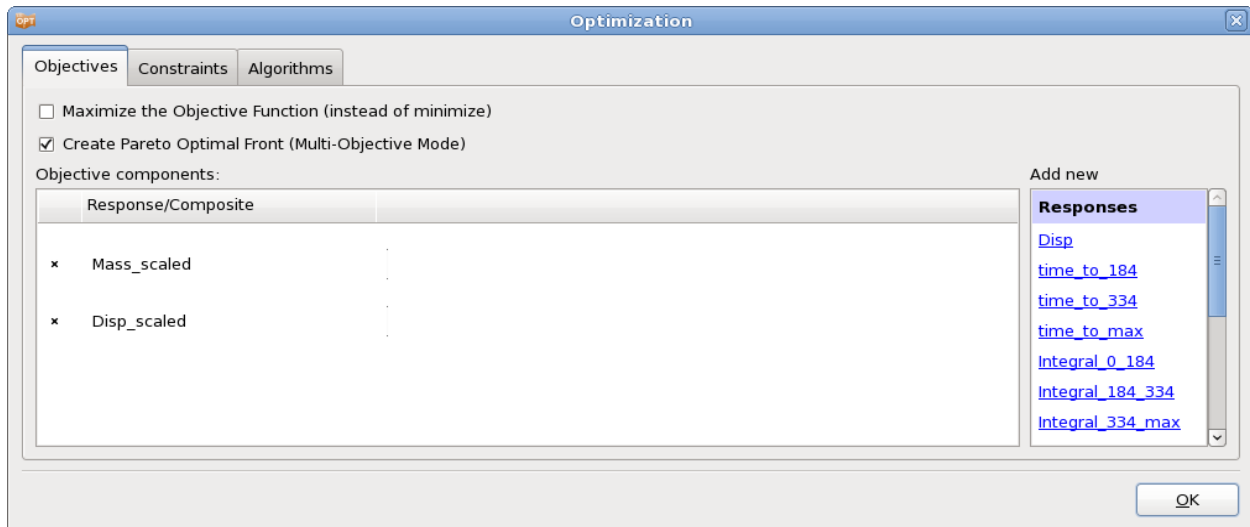 OPT
Optimization
Objectives
Constraints
Algorithms
Maximize the Objective Function (instead of minimize)
Create Pareto Optimal Front (Multi-Objective Mode)
Objective components:
Response/Composite
Mass_scaled
Disp_scaled
Add new
Responses
Disp
time_to_184
time_to_334
time_to_max
Integral_0_184
Integral_184_334
Integral_334_max
OK